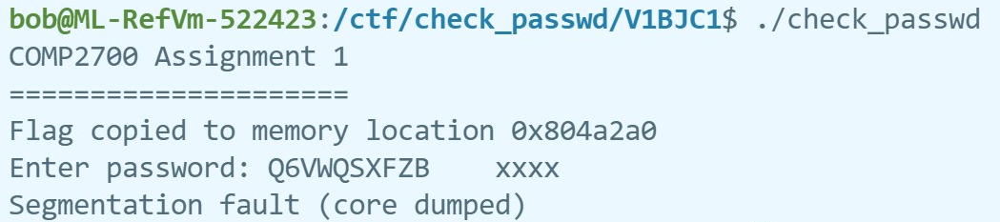 bob@ML-RefVm-522423:/ctf/check_passwd/V1BJC1$ ./check_passwd
COMP2700 Assignment 1
=====================
Flag copied to memory location 0x804a2a0
Enter password: Q6VWQSXFZB    xxxx
Segmentation fault (core dumped)